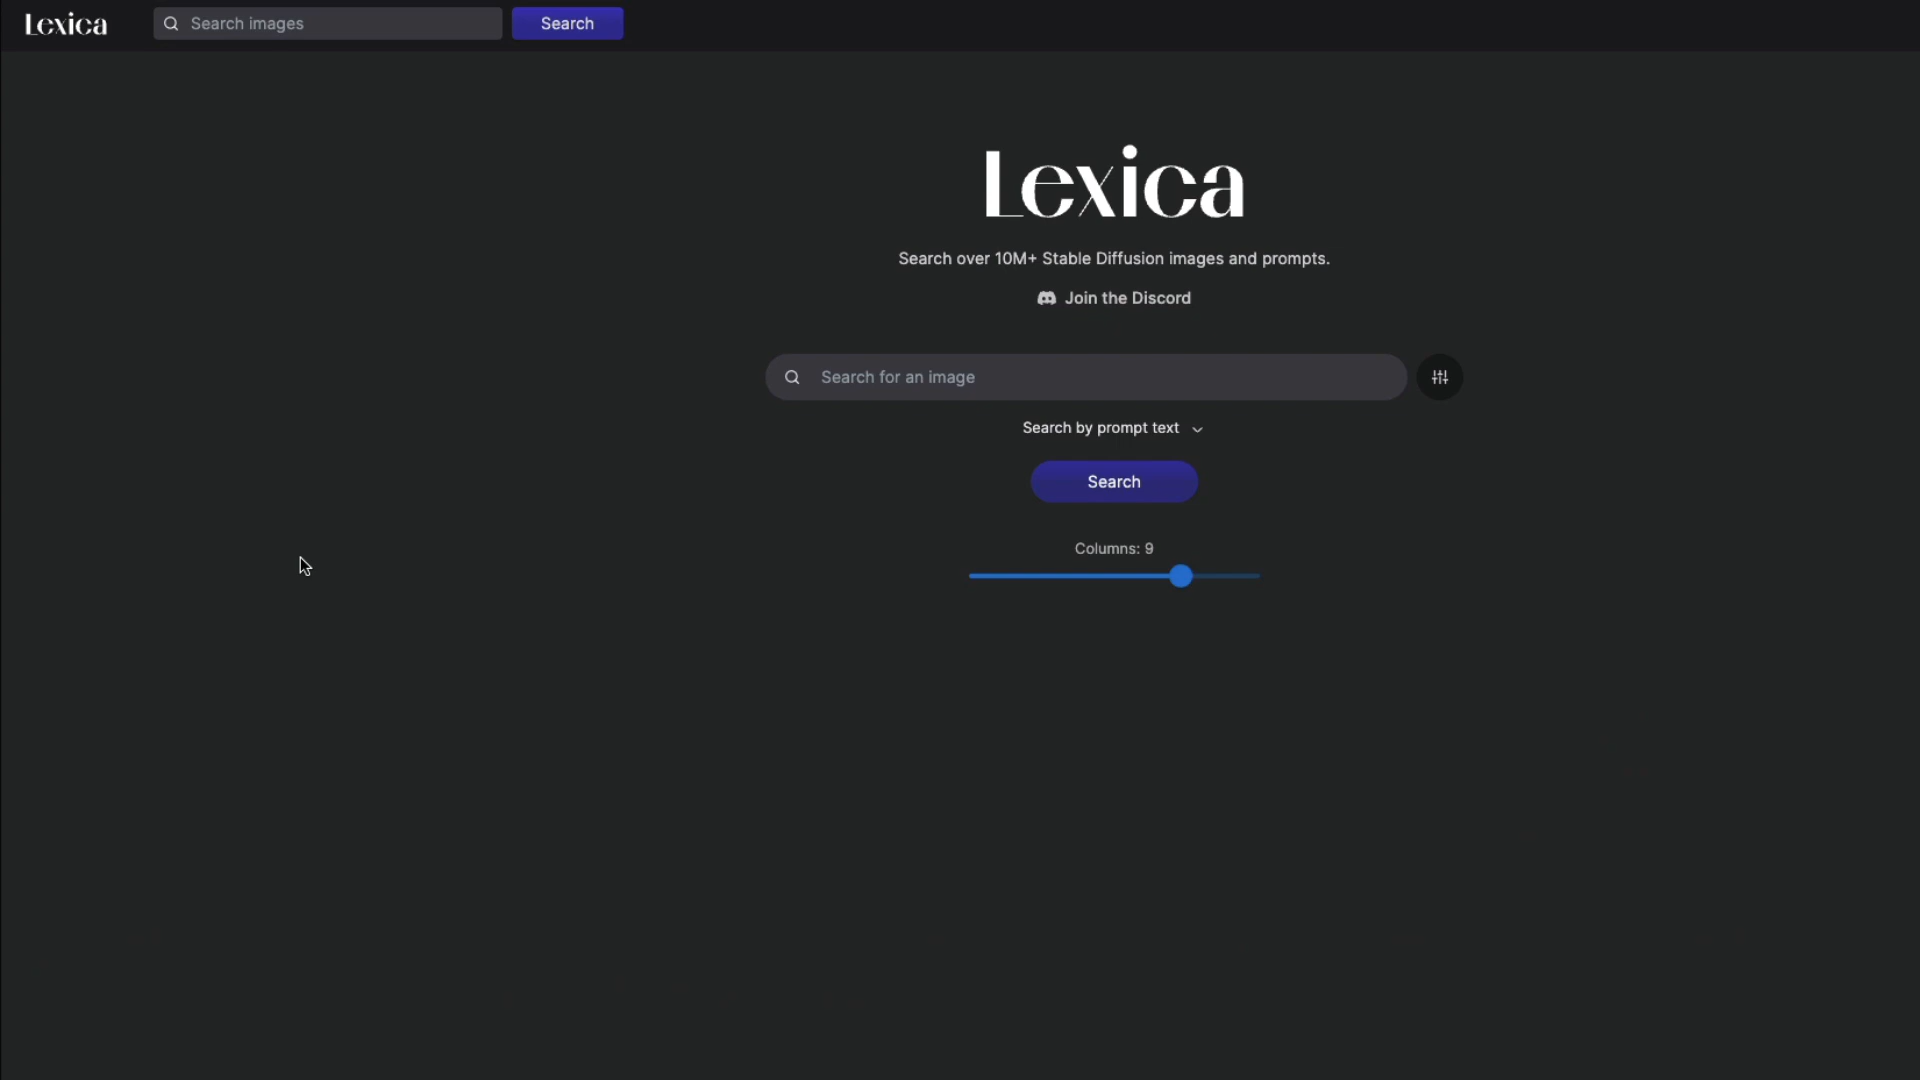 Lexica
Search images
Search
Lexica
Search over 10M+ Stable Diffusion images and prompts.
Join the Discord
Search for an image
Search by prompt text
Search
Columns: 9